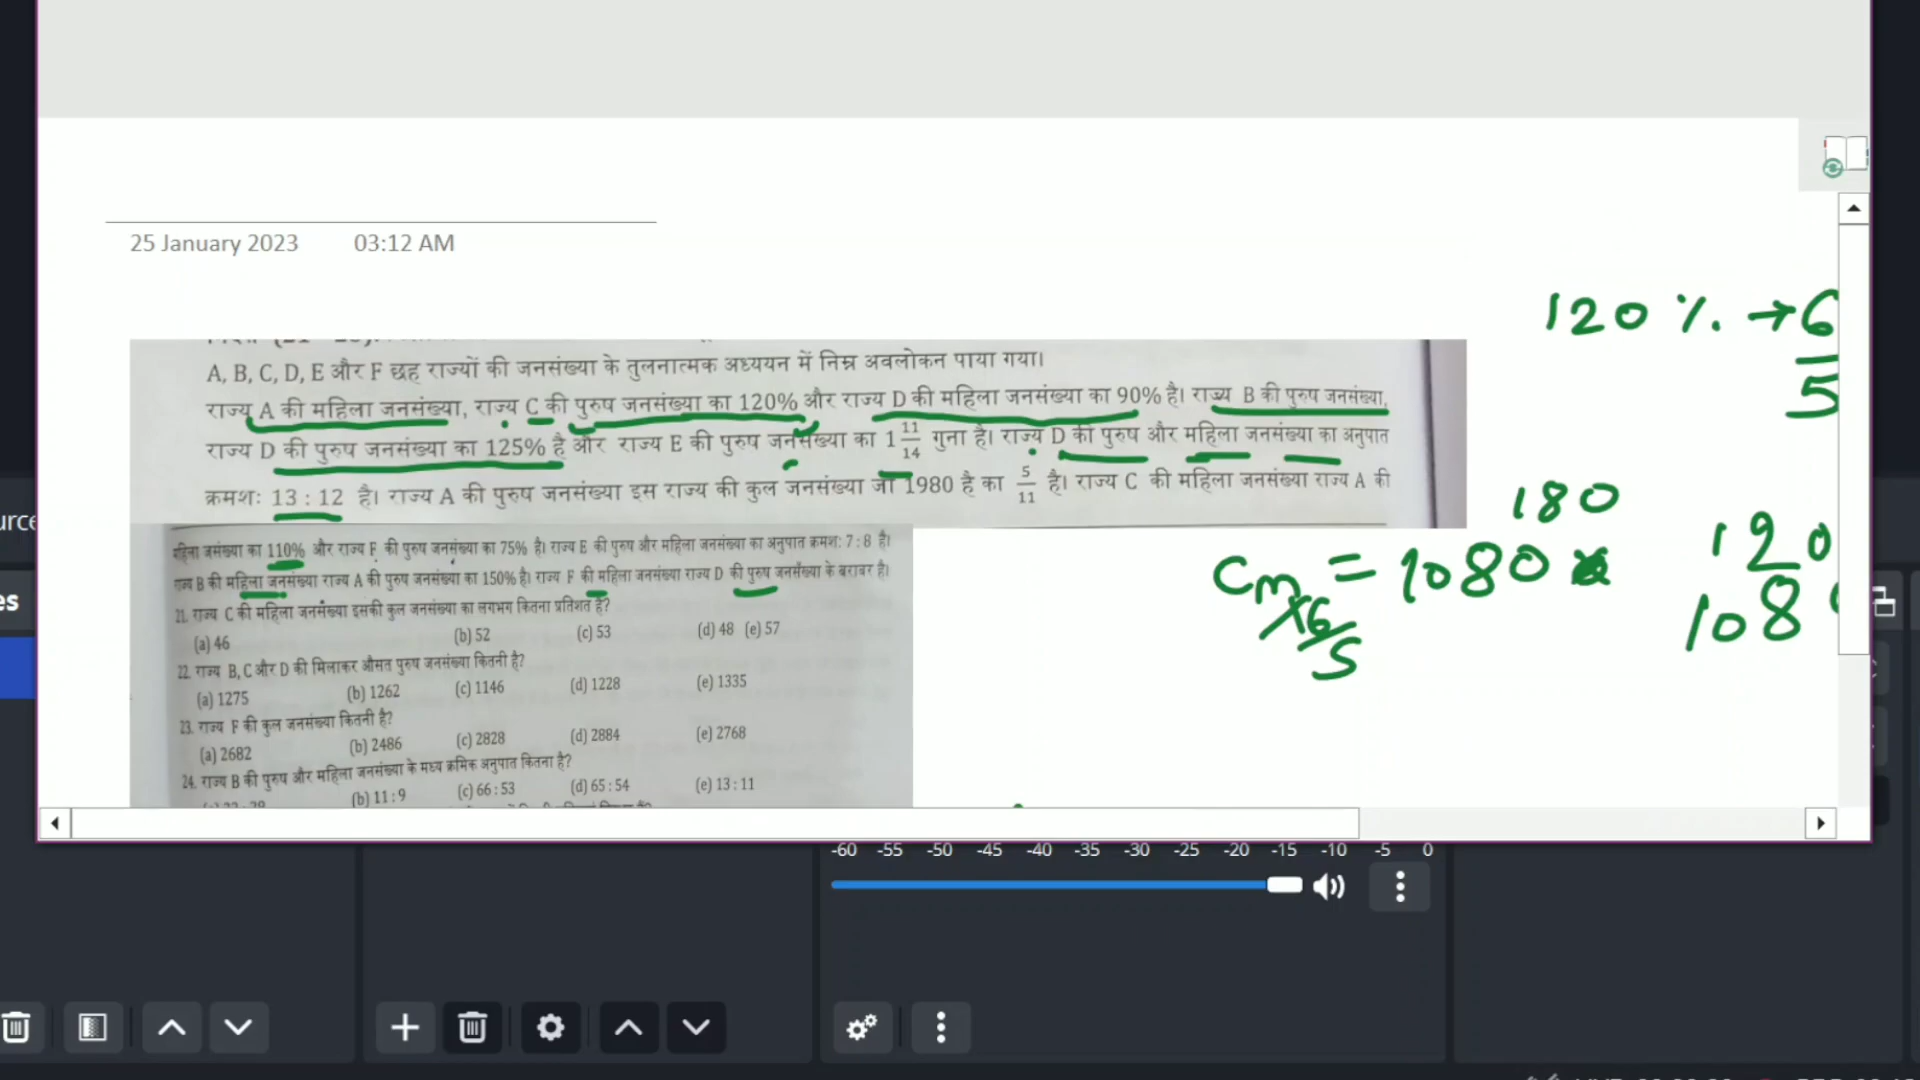 25 January 2023 03:12 AM
A, B, C, D, E और F छह राज्यों की जनसंख्या के तुलनात्मक अध्ययन में निम्न अवलोकन पाया गया।
राज्य A की महिला जनसंख्या, राज्य C की पुरुष जनसंख्या का 120% और राज्य D की महिला जनसंख्या का 90% है। राज्य B की पुरुष जनसंख्या,
राज्य D की पुरुष जनसंख्या का 125% है और राज्य E की पुरुष जनसंख्या का 1 11/14 गुना है। राज्य D की पुरुष और महिला जनसंख्या का अनुपात
क्रमशः 13 : 12 है। राज्य A की पुरुष जनसंख्या इस राज्य की कुल जनसंख्या जो 1980 है का 5/11 है। राज्य C की महिला जनसंख्या राज्य A की
महिला जसंख्या का 110% और राज्य F की पुरुष जनसंख्या का 75% है। राज्य E की पुरुष और महिला जनसंख्या का अनुपात क्रमश: 7 : 8 है।
राज्य B की महिला जनसंख्या राज्य A की पुरुष जनसंख्या का 150% है। राज्य F की महिला जनसंख्या राज्य D की पुरुष जनसंख्या के बराबर है।
21. राज्य C की महिला जनसंख्या इसकी कुल जनसंख्या का लगभग कितना प्रतिशत है?
(a) 46 (b) 52 (c) 53 (d) 48 (e) 57
22. राज्य B, C और D की मिलाकर औसत पुरुष जनसंख्या कितनी है?
(a) 1275 (b) 1262 (c) 1146 (d) 1228 (e) 1335
23. राज्य F की कुल जनसंख्या कितनी है?
(a) 2682 (b) 2486 (c) 2828 (d) 2884 (e) 2768
24. राज्य B की पुरुष और महिला जनसंख्या के मध्य क्रमिक अनुपात कितना है?
(b) 11 : 9 (c) 66 : 53 (d) 65 : 54 (e) 13 : 11
120 % → 6
5
180
Cm × 6/5 = 1080
120
108
-60 -55 -50 -45 -40 -35 -30 -25 -20 -15 -10 -5 0